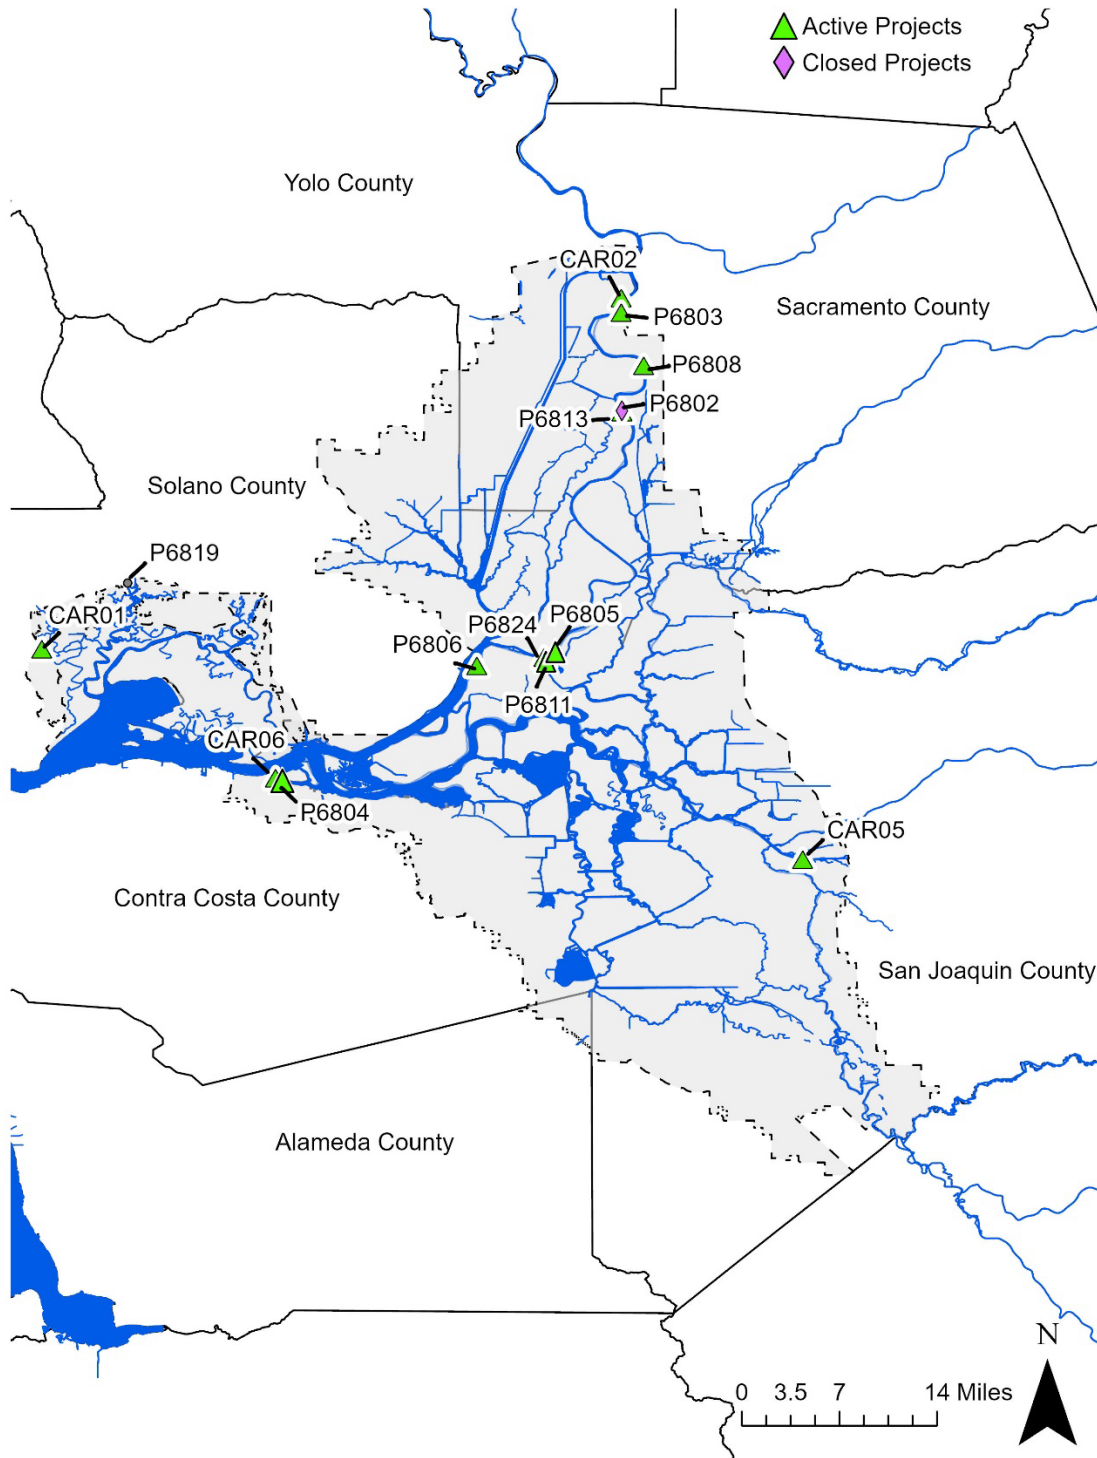 Active Projects
Closed Projects
Yolo County
CAR02
Sacramento County
P6803
P6808
P6802
P6813
Solano County
P6819
CAR01
P6824
P6805
P6806
P6811
CAR06
P6804
CAR05
Contra Costa County
San Joaquin County
Alameda County
N
0 3.5 7 14 Miles